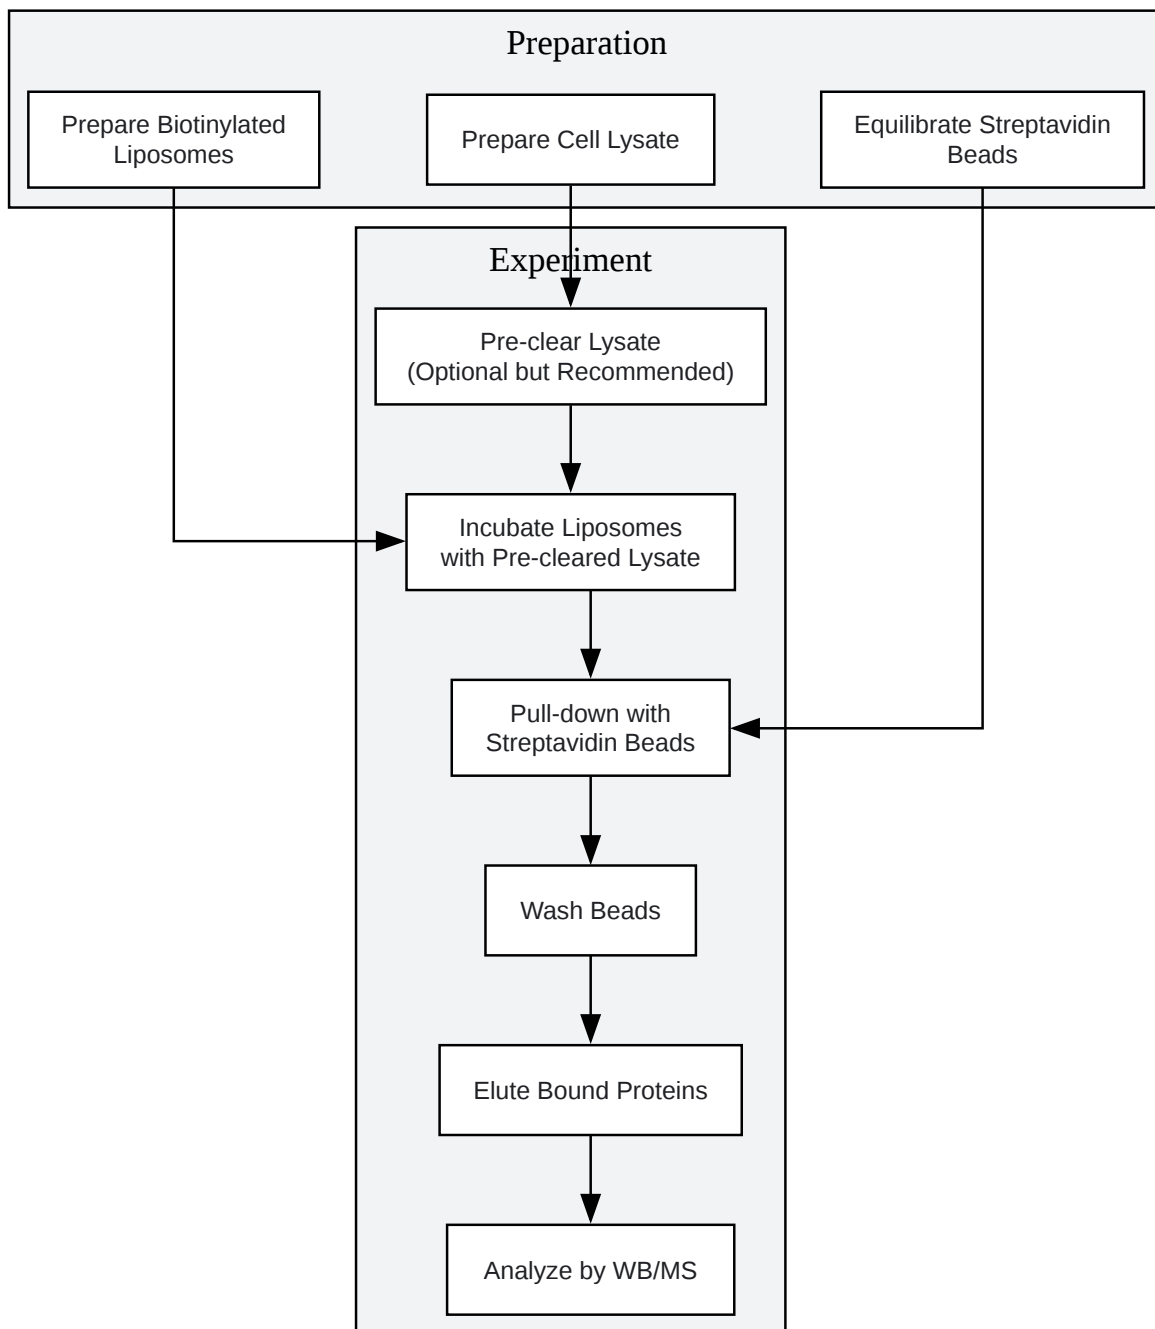 Preparation
Prepare Biotinylated
Liposomes
Prepare Cell Lysate
Equilibrate Streptavidin
Beads
Experiment
Pre-clear Lysate
(Optional but Recommended)
Incubate Liposomes
with Pre-cleared Lysate
Pull-down with
Streptavidin Beads
Wash Beads
Elute Bound Proteins
Analyze by WB/MS